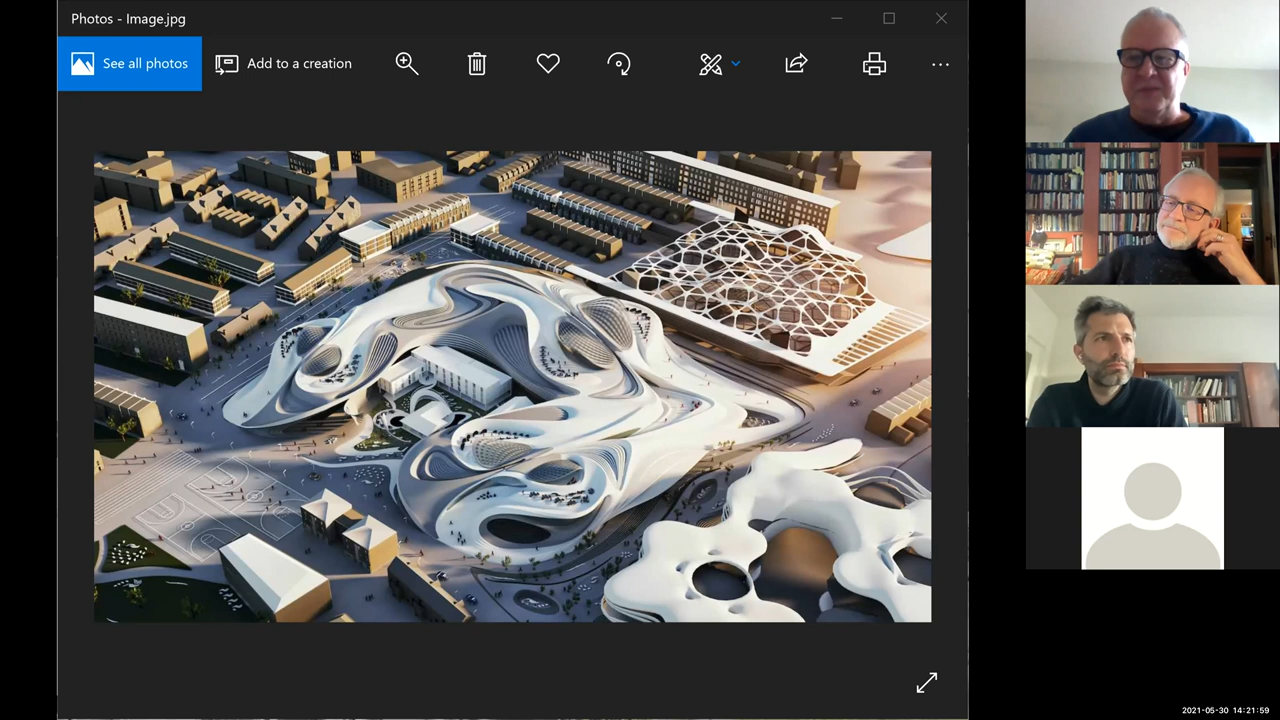 Photos - Image.jpg
See all photos
Add to a creation
2021-05-30 14:21:59